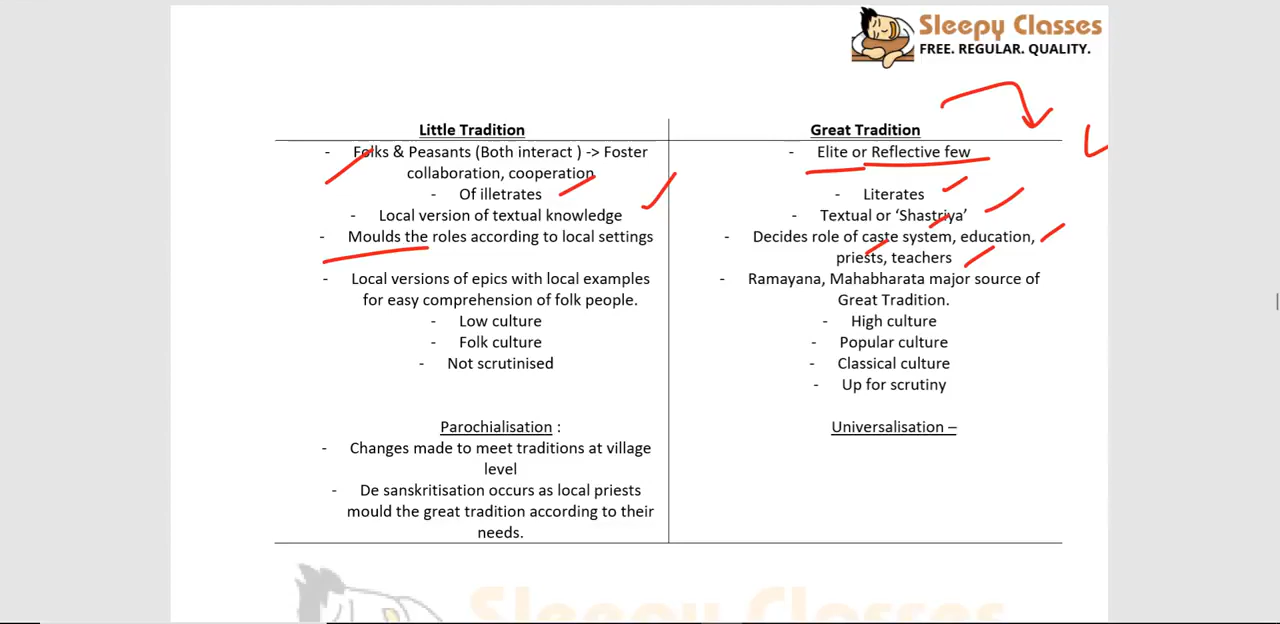 Sleepy Classes
FREE. REGULAR. QUALITY.
Little Tradition
- Folks & Peasants (Both interact ) -> Foster
collaboration, cooperation
- Of illetrates
- Local version of textual knowledge
- Moulds the roles according to local settings
- Local versions of epics with local examples
for easy comprehension of folk people.
- Low culture
- Folk culture
- Not scrutinised
Parochialisation :
- Changes made to meet traditions at village
level
- De sanskritisation occurs as local priests
mould the great tradition according to their
needs.
Great Tradition
- Elite or Reflective few
- Literates
- Textual or ‘Shastriya’
- Decides role of caste system, education,
priests, teachers
- Ramayana, Mahabharata major source of
Great Tradition.
- High culture
- Popular culture
- Classical culture
- Up for scrutiny
Universalisation –
Sleepy Classes